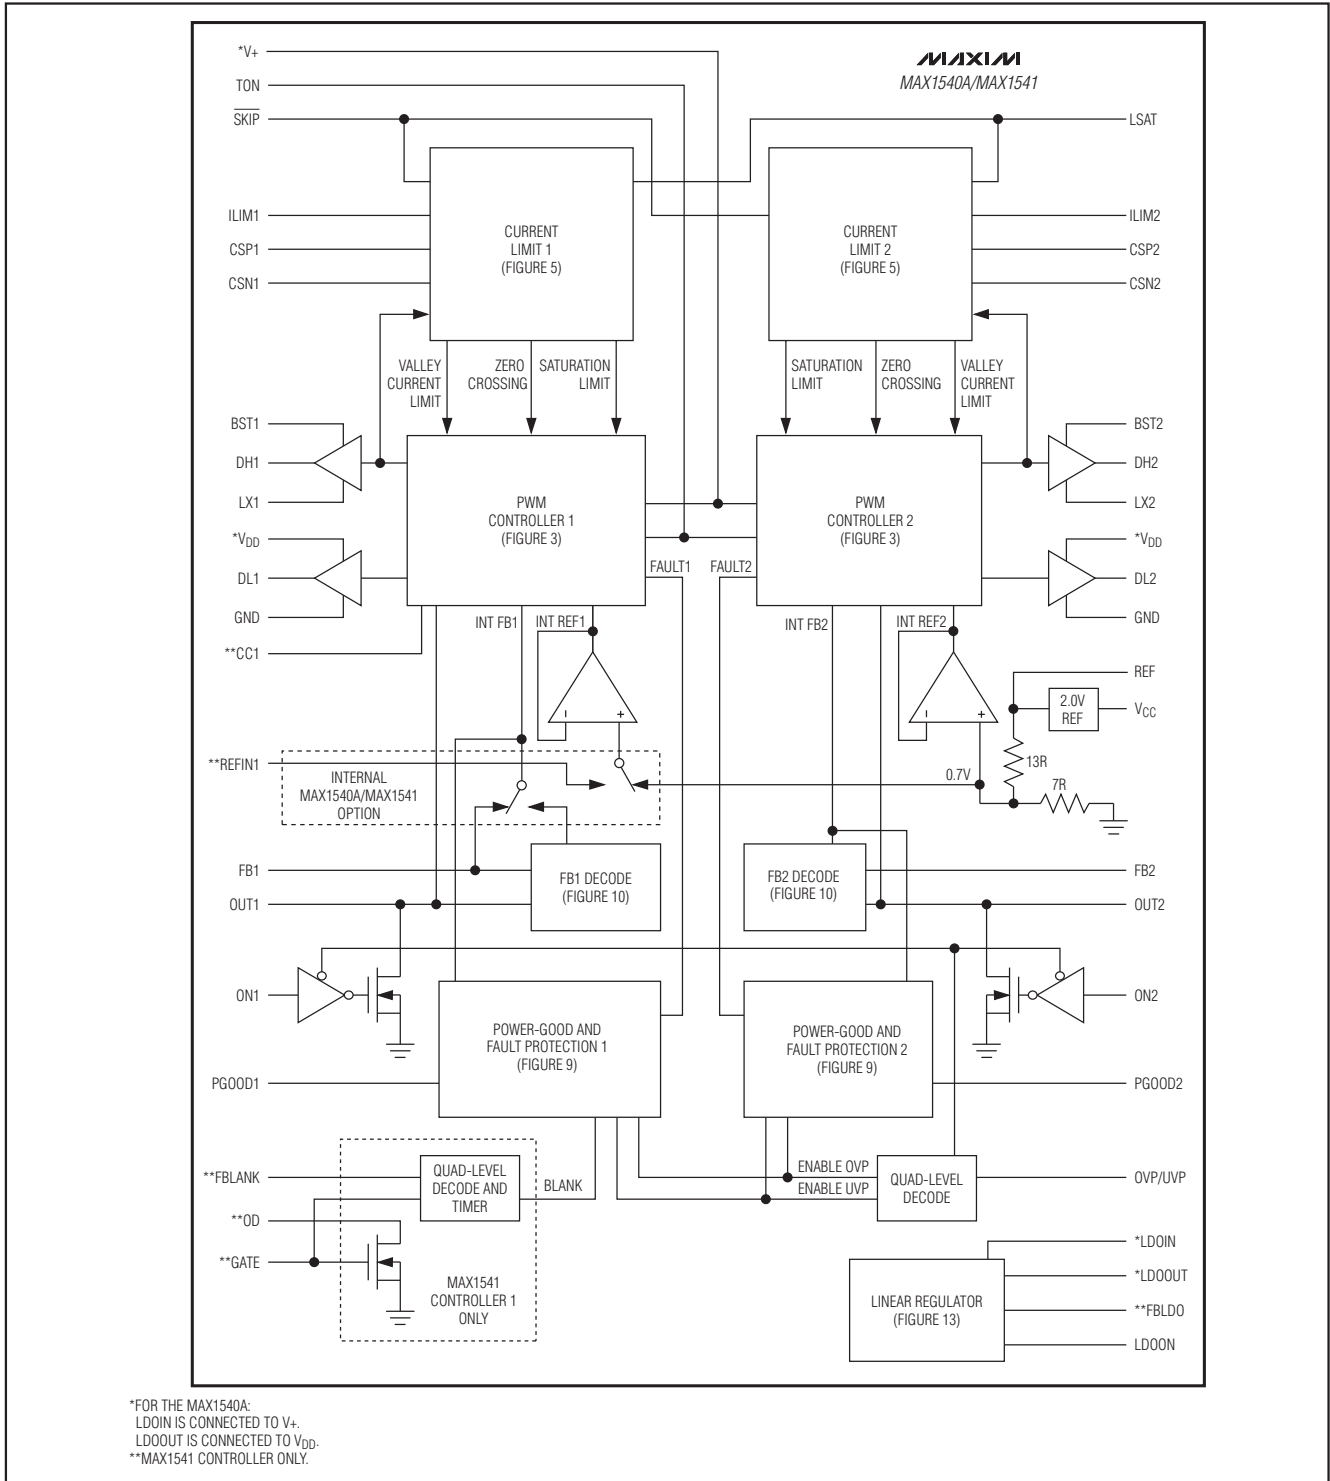 *V+
MAXIM
MAX1540A/MAX1541
TON
SKIP
LSAT
ILIM1
CURRENT
LIMIT 1
(FIGURE 5)
CURRENT
LIMIT 2
(FIGURE 5)
ILIM2
CSP1
CSP2
CSN1
CSN2
VALLEY
CURRENT
LIMIT
ZERO
CROSSING
SATURATION
LIMIT
SATURATION
LIMIT
ZERO
CROSSING
VALLEY
CURRENT
LIMIT
BST1
BST2
DH1
DH2
LX1
LX2
PWM
CONTROLLER 1
(FIGURE 3)
PWM
CONTROLLER 2
(FIGURE 3)
*VDD
*VDD
FAULT1
FAULT2
DL1
DL2
GND
GND
INT FB1
INT REF1
INT FB2
INT REF2
**CC1
REF
2.0V
REF
VCC
–
+
–
+
**REFIN1
13R
INTERNAL
MAX1540A/MAX1541
OPTION
0.7V
7R
FB1
FB1 DECODE
(FIGURE 10)
FB2 DECODE
(FIGURE 10)
FB2
OUT1
OUT2
ON1
ON2
POWER-GOOD AND
FAULT PROTECTION 1
(FIGURE 9)
POWER-GOOD AND
FAULT PROTECTION 2
(FIGURE 9)
PGOOD1
PGOOD2
**FBLANK
QUAD-LEVEL
DECODE AND
TIMER
BLANK
ENABLE OVP
ENABLE UVP
QUAD-LEVEL
DECODE
OVP/UVP
**OD
**GATE
MAX1541
CONTROLLER 1
ONLY
*LDOIN
*LDOOUT
LINEAR REGULATOR
(FIGURE 13)
**FBLDO
LDOON
*FOR THE MAX1540A:
LDOIN IS CONNECTED TO V+.
LDOOUT IS CONNECTED TO VDD.
**MAX1541 CONTROLLER ONLY.